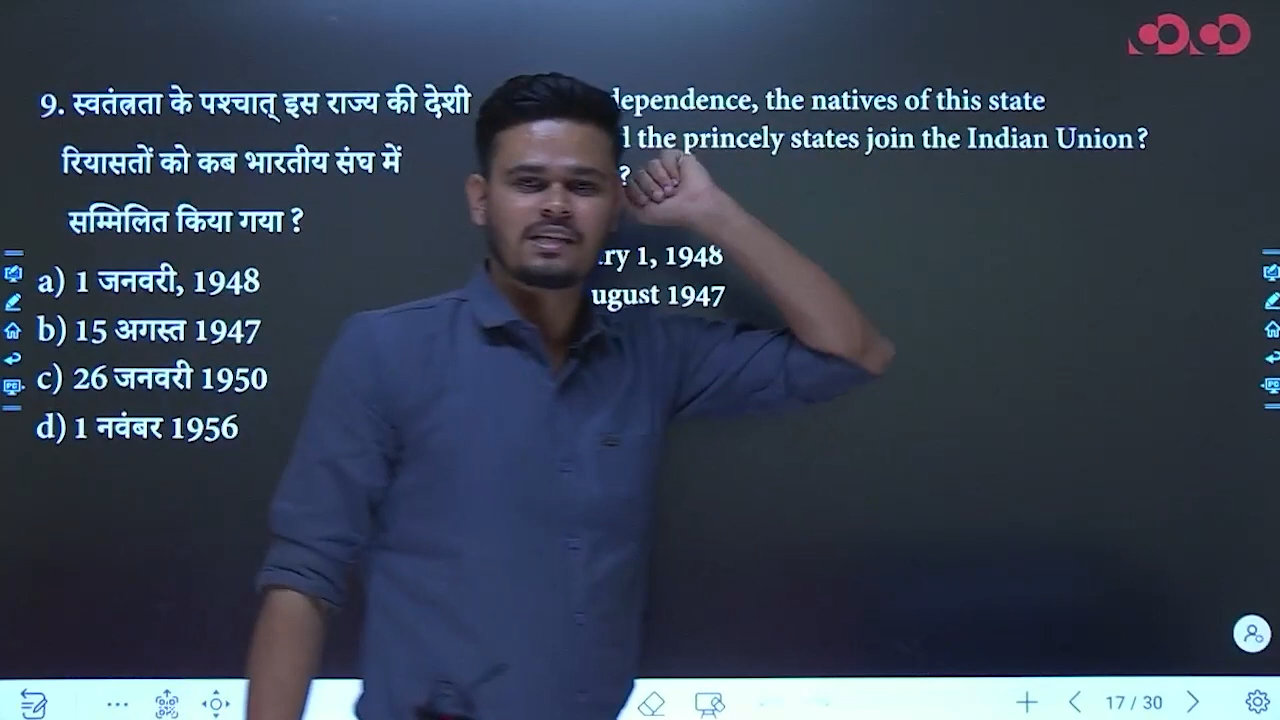 9. स्वतंत्रता के पश्चात् इस राज्य की देशी
रियासतों को कब भारतीय संघ में
सम्मिलित किया गया ?
a) 1 जनवरी, 1948
b) 15 अगस्त 1947
c) 26 जनवरी 1950
d) 1 नवंबर 1956
dependence, the natives of this state
the princely states join the Indian Union?
?
ry 1, 1948
ugust 1947
17 / 30